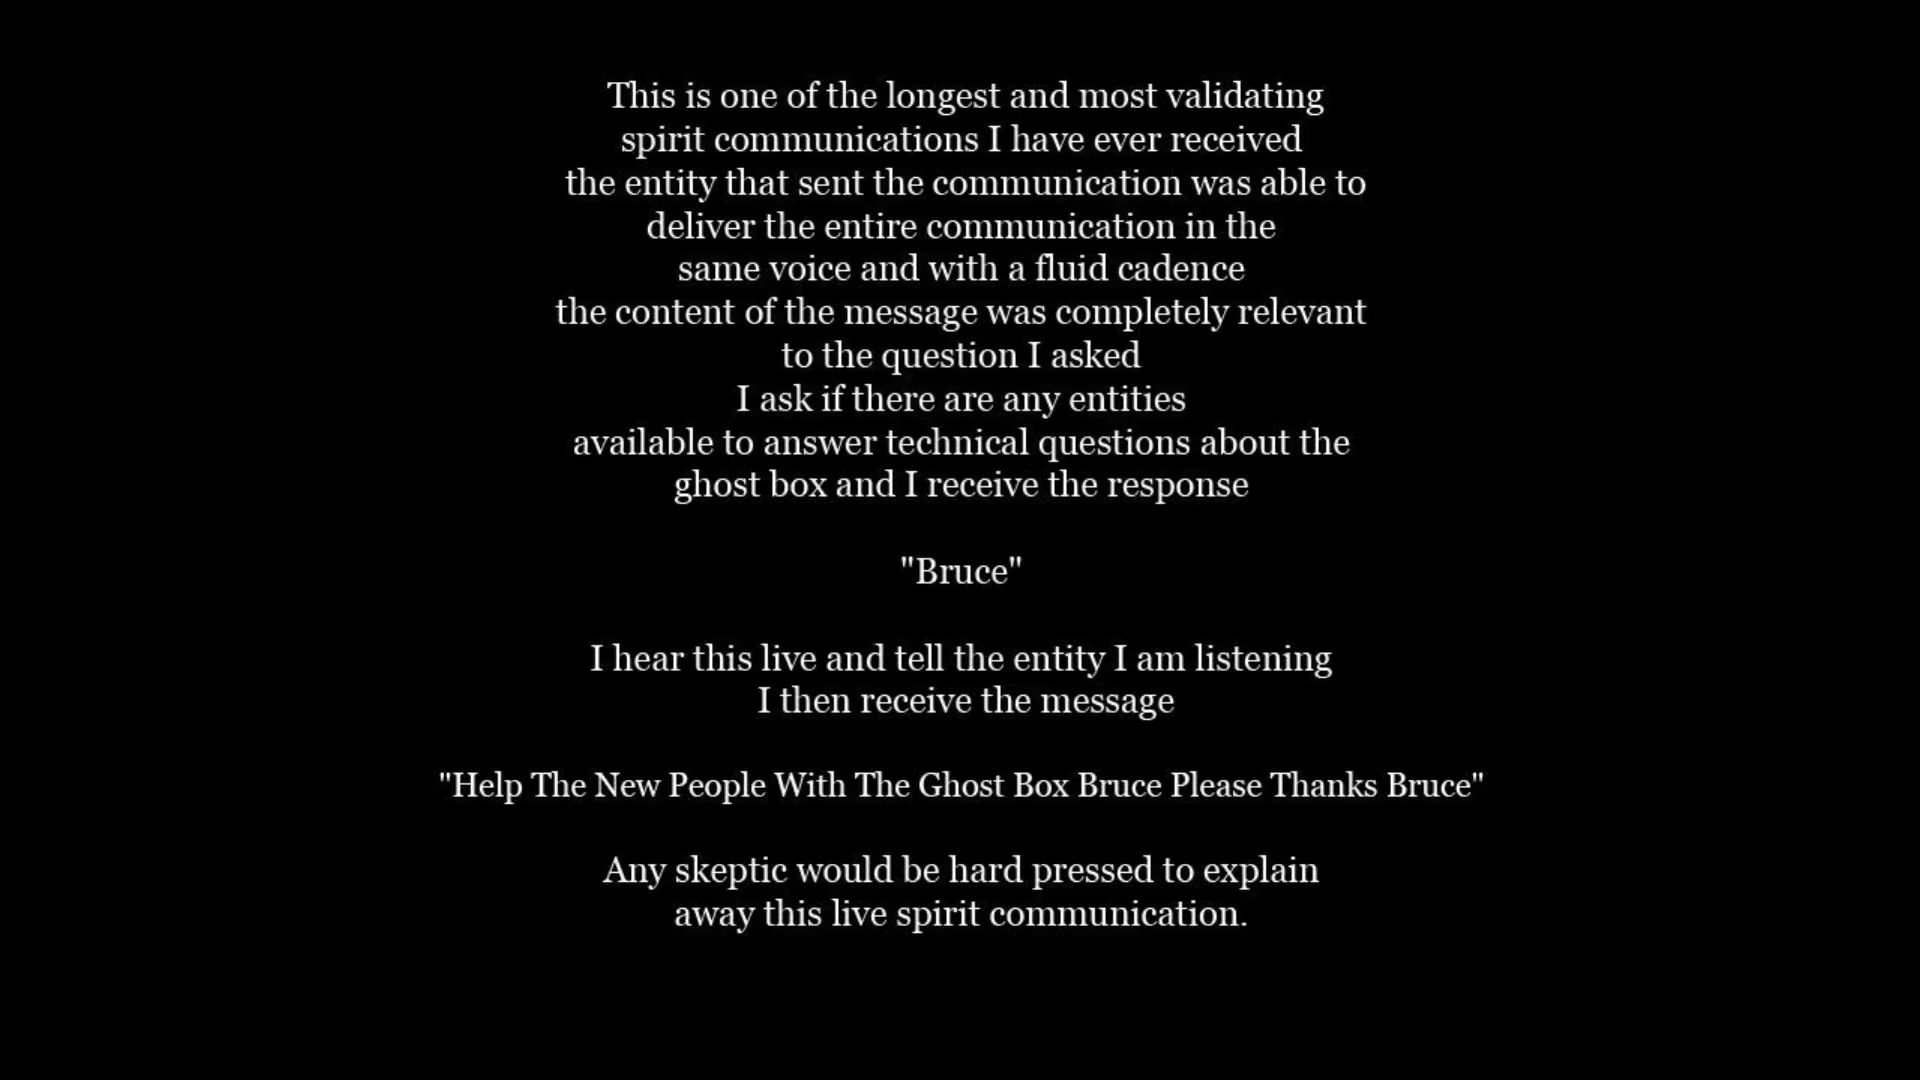 This is one of the longest and most validating
spirit communications I have ever received
the entity that sent the communication was able to
deliver the entire communication in the
same voice and with a fluid cadence
the content of the message was completely relevant
to the question I asked
I ask if there are any entities
available to answer technical questions about the
ghost box and I receive the response
"Bruce"
I hear this live and tell the entity I am listening
I then receive the message
"Help The New People With The Ghost Box Bruce Please Thanks Bruce"
Any skeptic would be hard pressed to explain
away this live spirit communication.